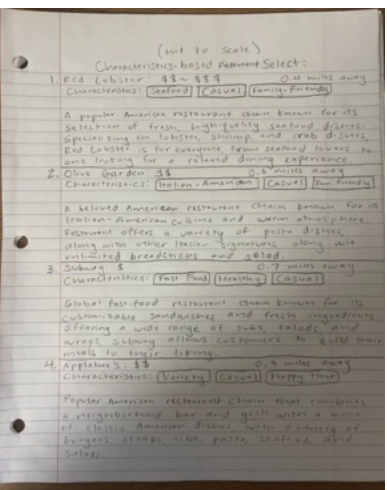 (not to scale)
Characteristics-based Restaurant Select:
1. Red Lobster: $$~$$$ 0.4 miles away
Characteristics: Seafood Casual Family-Friendly
A popular American restaurant chain known for its
selection of fresh, high-quality seafood dishes.
Specializing in lobster, shrimp, and crab dishes,
Red Lobster is for everyone, from seafood lovers to
one looking for a relaxed dining experience.
2. Olive Garden: $$ 0.6 miles away
Characteristics: Italian-American Casual Fam Friendly
A beloved American restaurant chain known for its
Italian-American cuisine and warm atmosphere.
Restaurant offers a variety of pasta dishes,
along with other Italian signatures along wit
unlimited breadsticks and salad.
3. Subway: $ 0.7 miles away
Characteristics: Fast Food Healthy Casual
Global fast-food restaurant chain known for its
customizable sandwiches and fresh ingredients.
Offering a wide range of subs, salads and
wraps, Subway allows customers to build their
meals to their liking.
4. Applebee's: $$ 0.9 miles away
Characteristics: Variety Casual Happy Hour
Popular American restaurant chain that combines
a neighborhood bar and grill with a menu
of classic American dishes, with a variety of
burgers, steaks, ribs, pasta, seafood, and
salads.